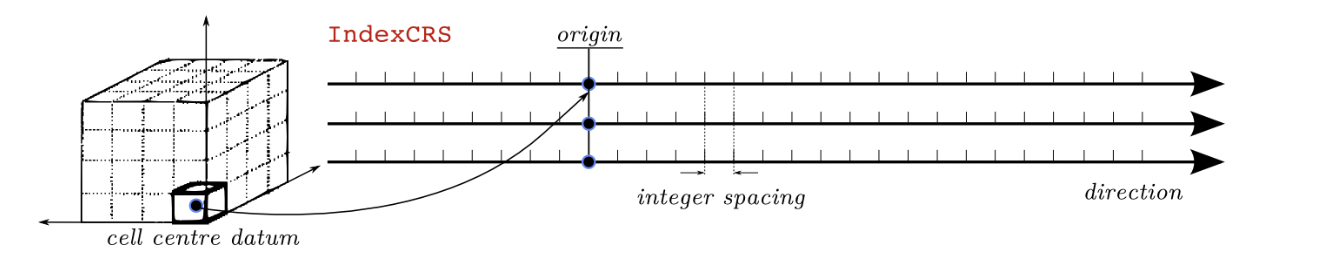 IndexCRS
origin
integer spacing
direction
cell centre datum